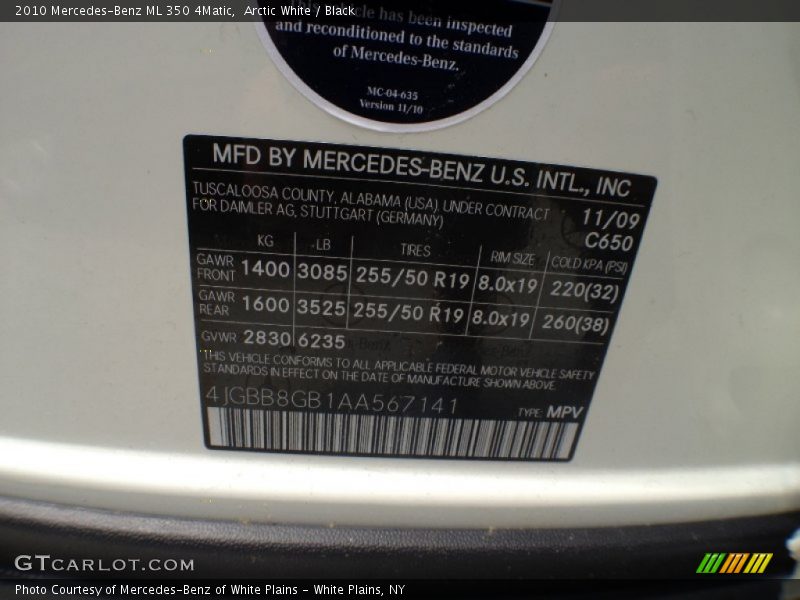 2010 Mercedes-Benz ML 350 4Matic, Arctic White / Black
This vehicle has been inspected
and reconditioned to the standards
of Mercedes-Benz.
MC-04-635
Version 11/10
MFD BY MERCEDES-BENZ U.S. INTL., INC
TUSCALOOSA COUNTY, ALABAMA (USA) UNDER CONTRACT 11/09
FOR DAIMLER AG, STUTTGART (GERMANY) C650
KG LB TIRES RIM SIZE COLD KPA (PSI)
GAWR FRONT 1400 3085 255/50 R19 8.0x19 220(32)
GAWR REAR 1600 3525 255/50 R19 8.0x19 260(38)
GVWR 2830 6235
THIS VEHICLE CONFORMS TO ALL APPLICABLE FEDERAL MOTOR VEHICLE SAFETY
STANDARDS IN EFFECT ON THE DATE OF MANUFACTURE SHOWN ABOVE
4JGBB8GB1AA567141 TYPE: MPV
GTCARLOT.COM
Photo Courtesy of Mercedes-Benz of White Plains - White Plains, NY